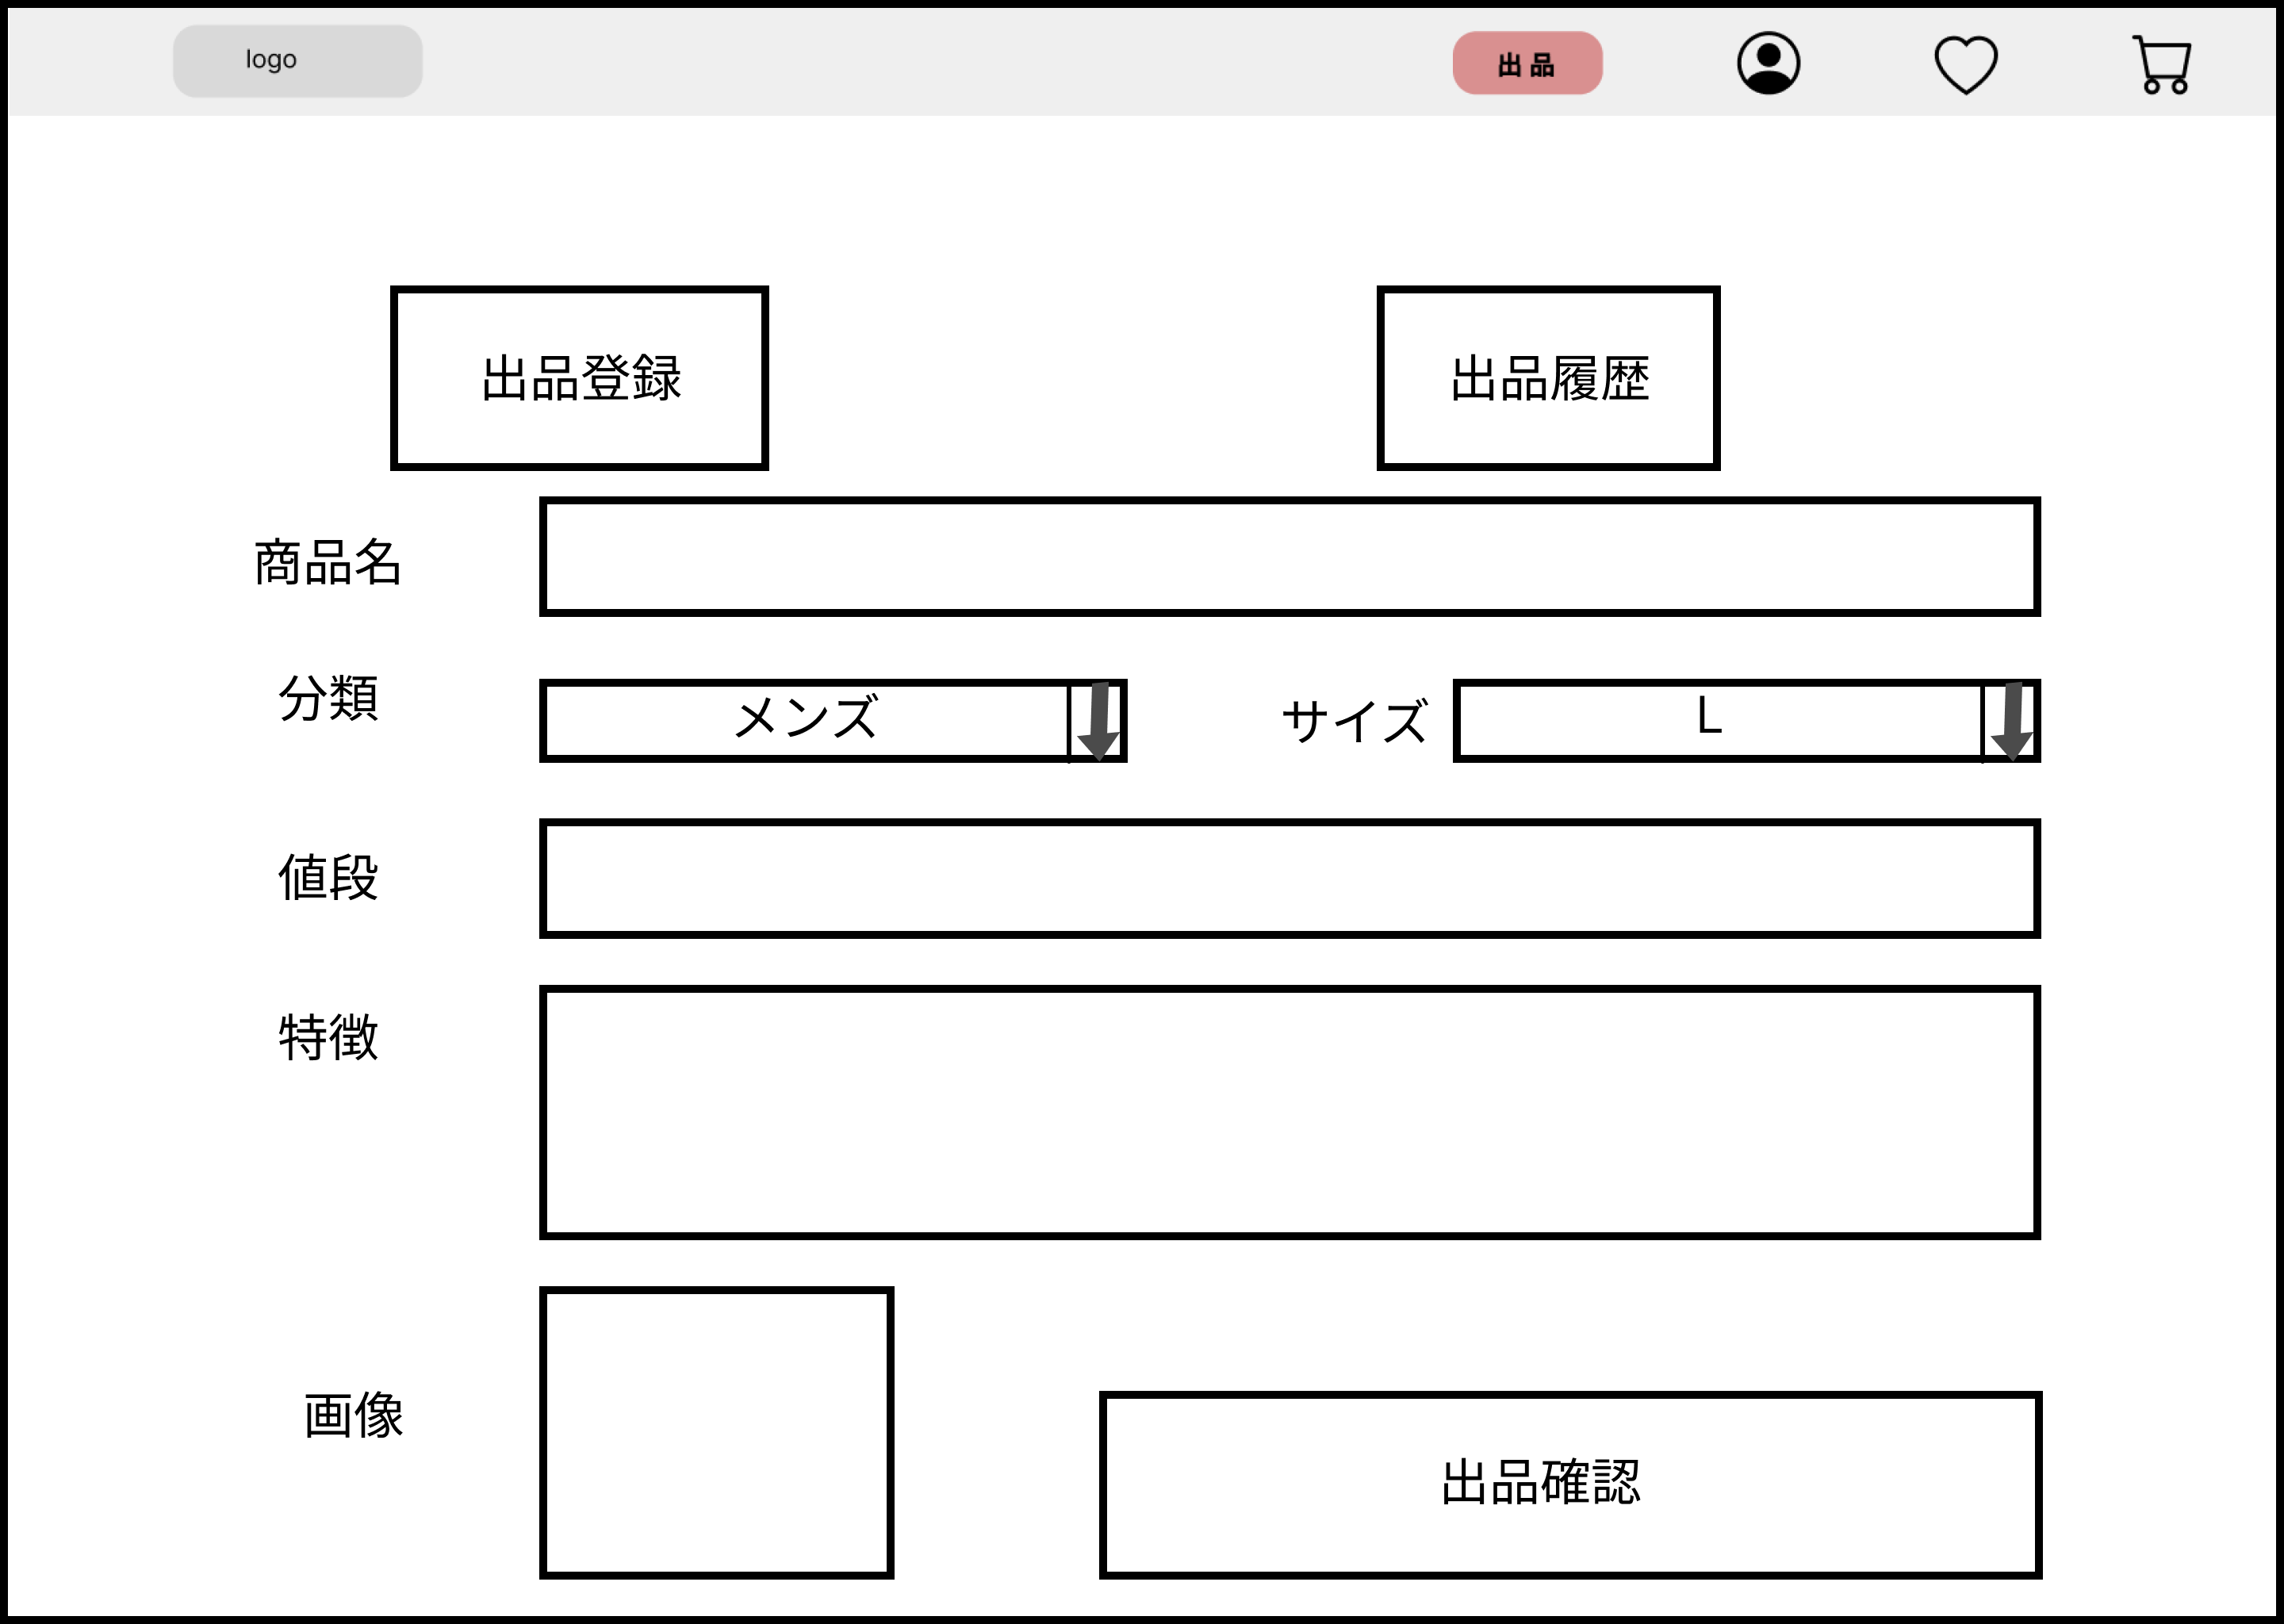 logo
出品
出品登録
出品履歴
商品名
分類
メンズ
サイズ
L
値段
特徴
画像
出品確認